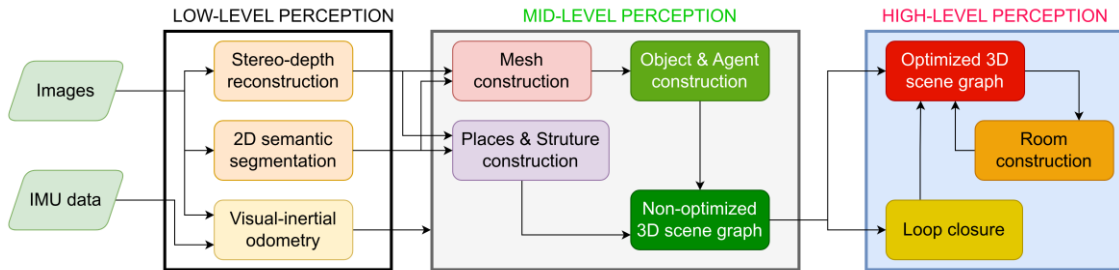 LOW-LEVEL PERCEPTION
MID-LEVEL PERCEPTION
HIGH-LEVEL PERCEPTION
Images
IMU data
Stereo-depth
reconstruction
2D semantic
segmentation
Visual-inertial
odometry
Mesh
construction
Object & Agent
construction
Places & Struture
construction
Non-optimized
3D scene graph
Optimized 3D
scene graph
Room
construction
Loop closure